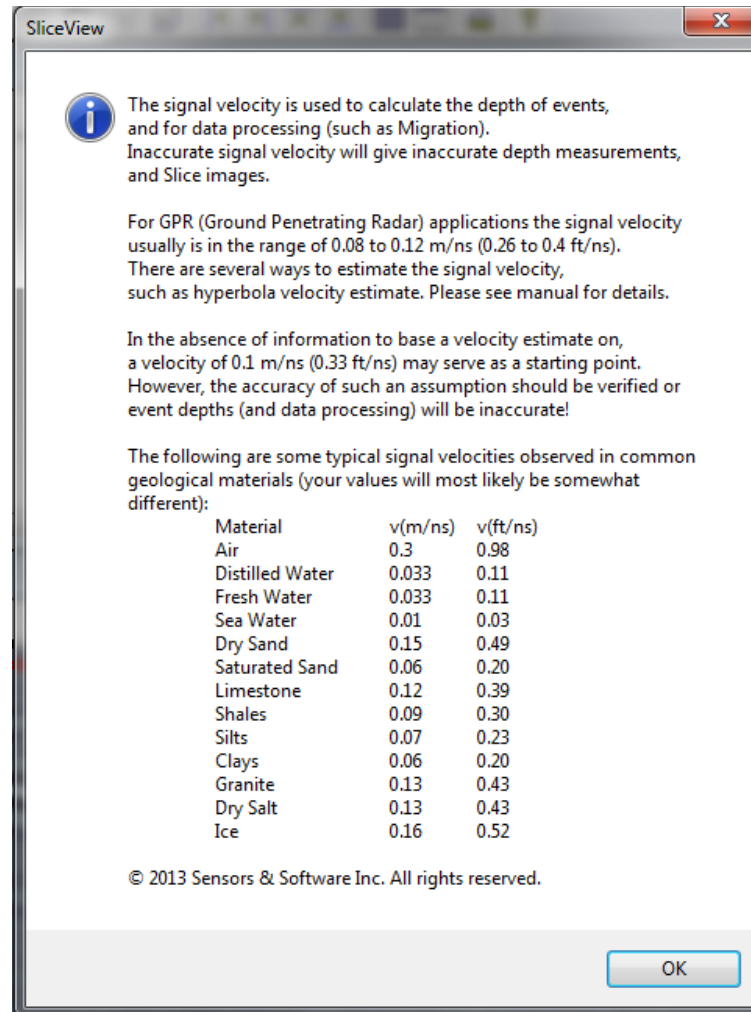 SliceView
The signal velocity is used to calculate the depth of events,
and for data processing (such as Migration).
Inaccurate signal velocity will give inaccurate depth measurements,
and Slice images.
For GPR (Ground Penetrating Radar) applications the signal velocity
usually is in the range of 0.08 to 0.12 m/ns (0.26 to 0.4 ft/ns).
There are several ways to estimate the signal velocity,
such as hyperbola velocity estimate. Please see manual for details.
In the absence of information to base a velocity estimate on,
a velocity of 0.1 m/ns (0.33 ft/ns) may serve as a starting point.
However, the accuracy of such an assumption should be verified or
event depths (and data processing) will be inaccurate!
The following are some typical signal velocities observed in common
geological materials (your values will most likely be somewhat
different):
Material v(m/ns) v(ft/ns)
Air 0.3 0.98
Distilled Water 0.033 0.11
Fresh Water 0.033 0.11
Sea Water 0.01 0.03
Dry Sand 0.15 0.49
Saturated Sand 0.06 0.20
Limestone 0.12 0.39
Shales 0.09 0.30
Silts 0.07 0.23
Clays 0.06 0.20
Granite 0.13 0.43
Dry Salt 0.13 0.43
Ice 0.16 0.52
© 2013 Sensors & Software Inc. All rights reserved.
OK